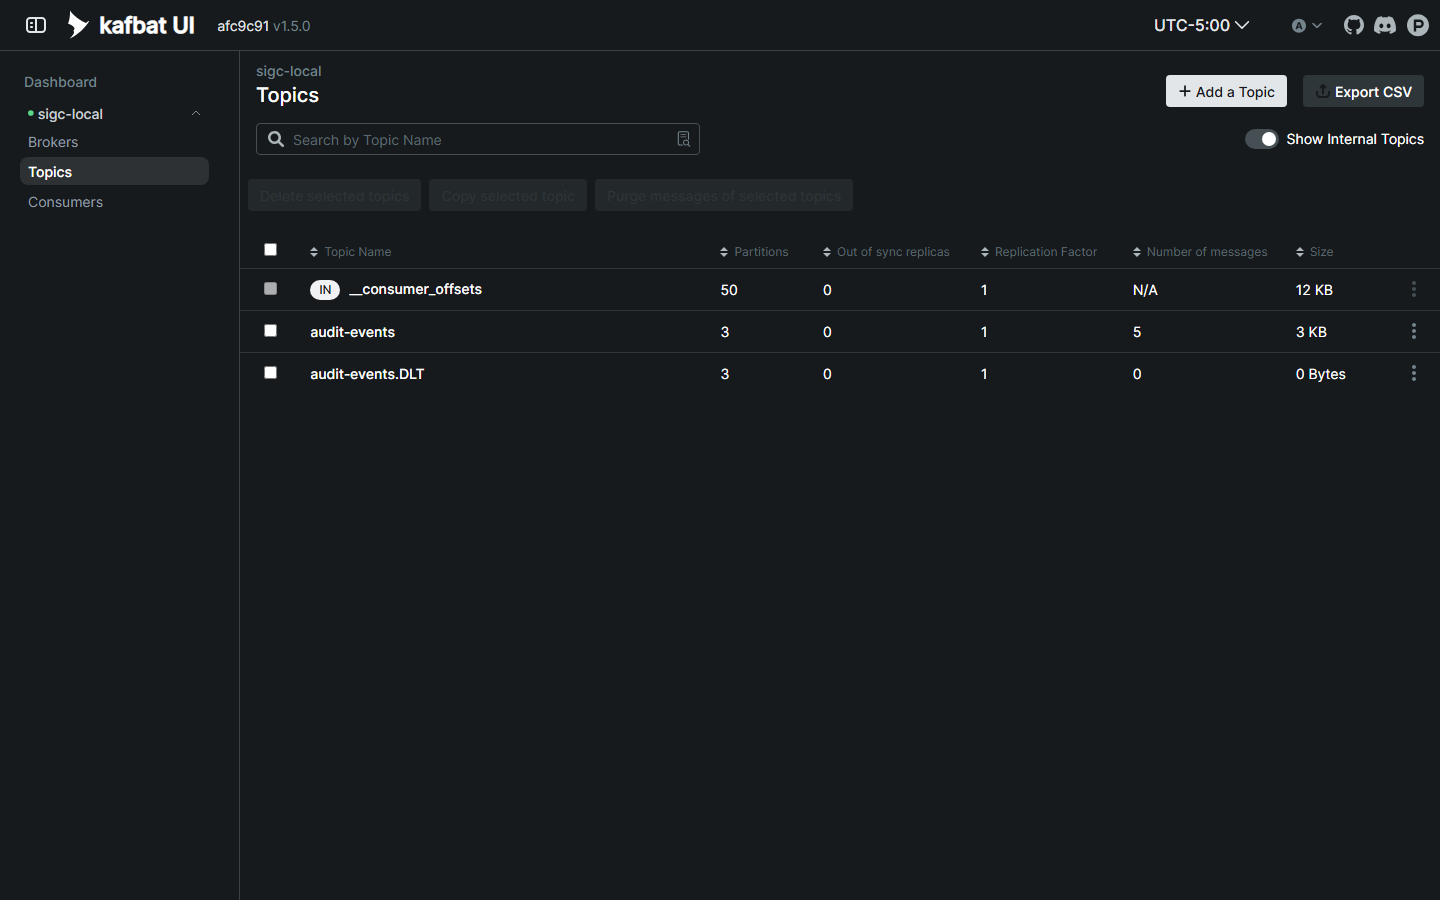 kafbat UI afc9c91 v1.5.0 UTC-5:00 A P
Dashboard
sigc-local
Brokers
Topics
Consumers
sigc-local
Topics
Add a Topic Export CSV
Search by Topic Name
Show Internal Topics
Delete selected topics Copy selected topic Purge messages of selected topics
Topic Name Partitions Out of sync replicas Replication Factor Number of messages Size
IN __consumer_offsets 50 0 1 N/A 12 KB
audit-events 3 0 1 5 3 KB
audit-events.DLT 3 0 1 0 0 Bytes